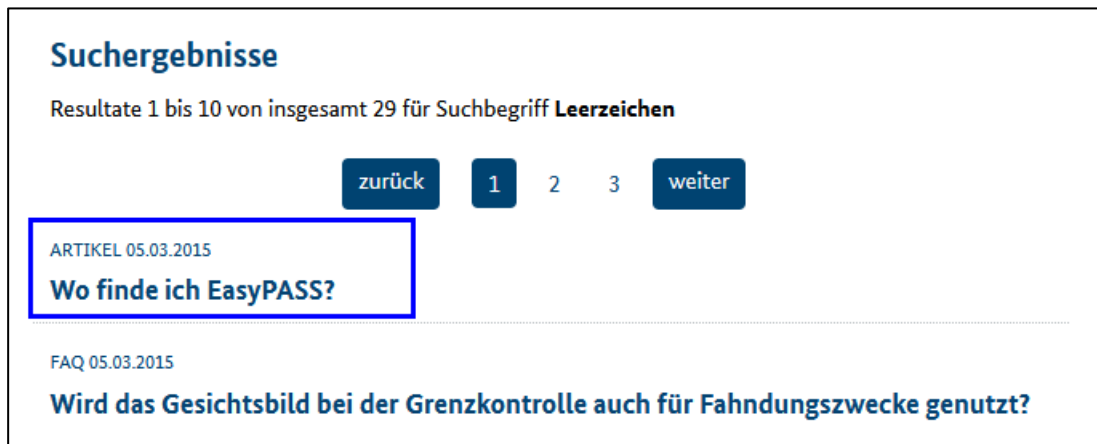 Suchergebnisse
Resultate 1 bis 10 von insgesamt 29 für Suchbegriff Leerzeichen
zurück 1 2 3 weiter
ARTIKEL 05.03.2015
Wo finde ich EasyPASS?
FAQ 05.03.2015
Wird das Gesichtsbild bei der Grenzkontrolle auch für Fahndungszwecke genutzt?